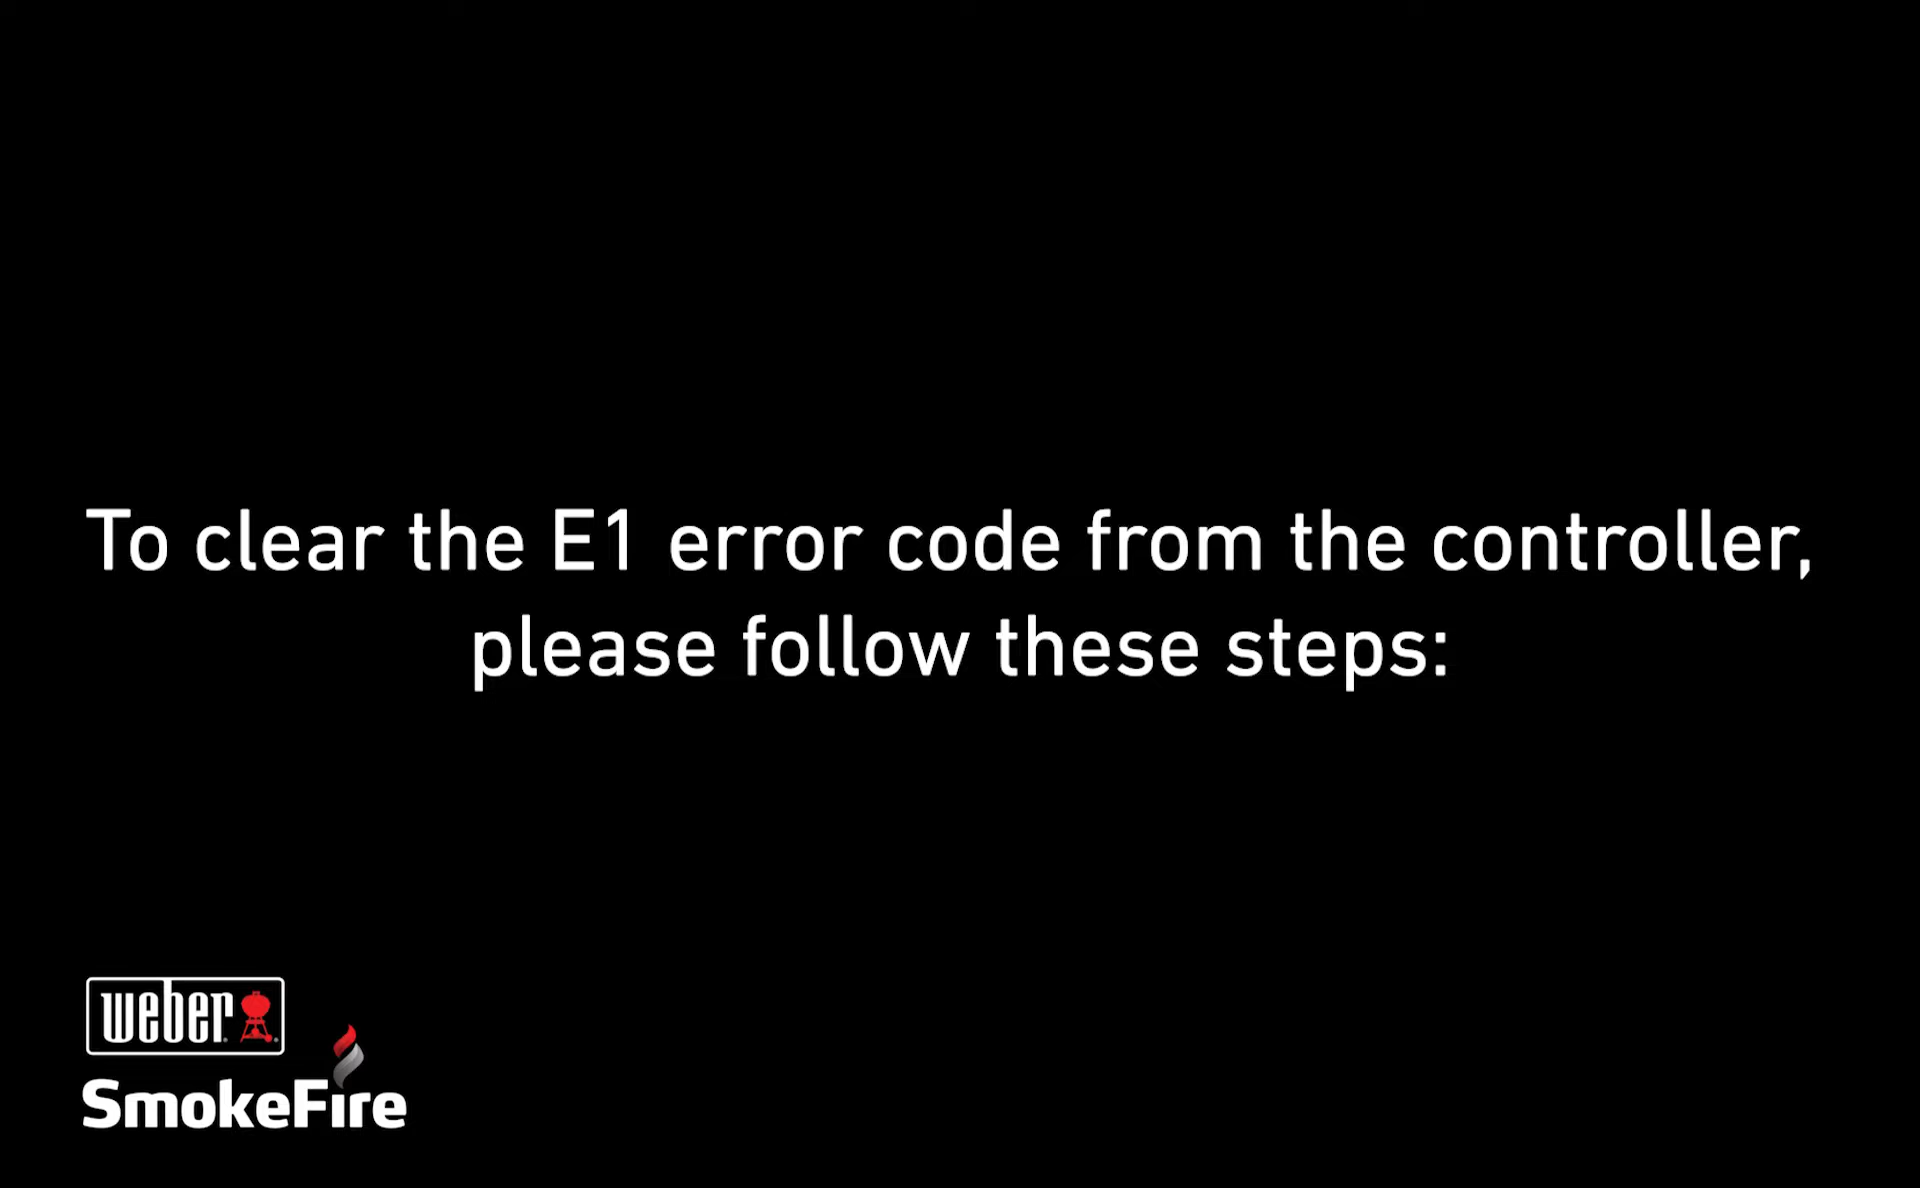 To clear the E1 error code from the controller,
please follow these steps:
weber
SmokeFire